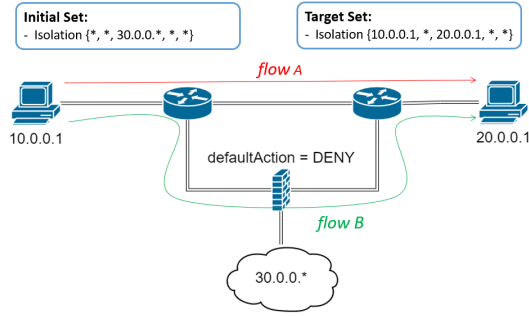 Initial Set:
- Isolation {*, *, 30.0.0.*, *, *}
Target Set:
- Isolation {10.0.0.1, *, 20.0.0.1, *, *}
flow A
10.0.0.1
20.0.0.1
defaultAction = DENY
flow B
30.0.0.*